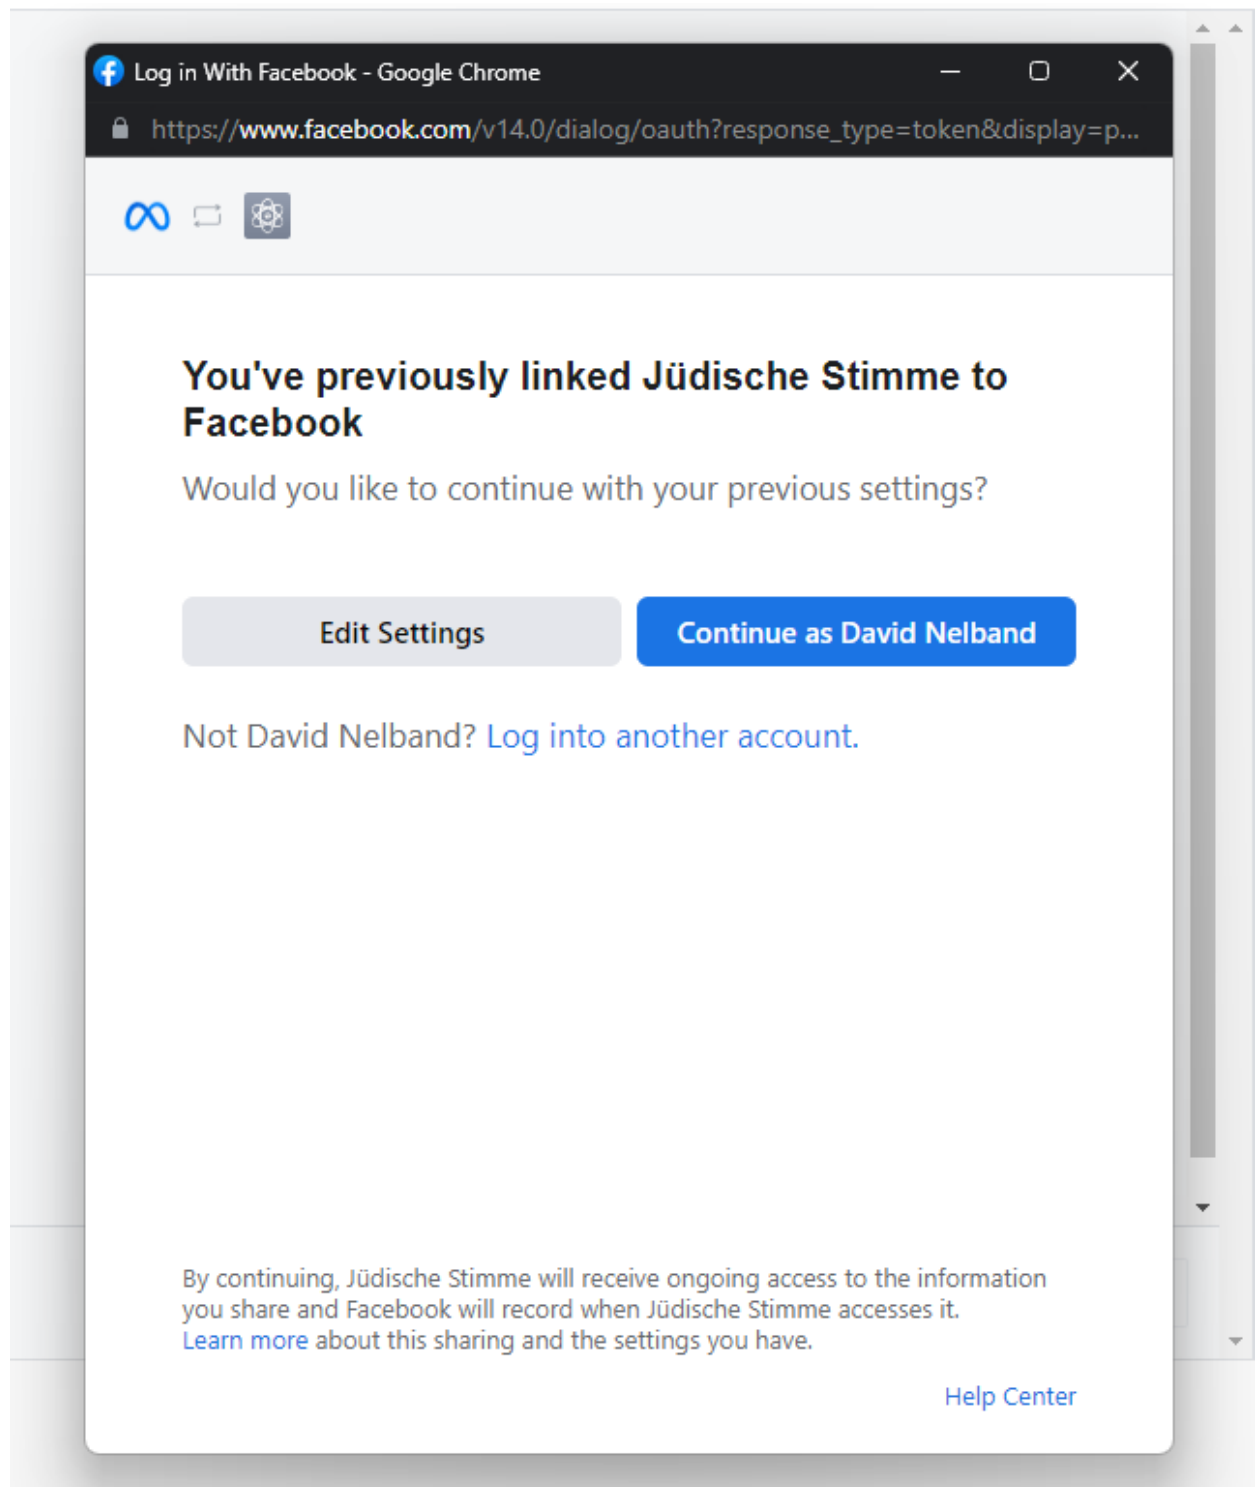 Log in With Facebook - Google Chrome
https://www.facebook.com/v14.0/dialog/oauth?response_type=token&display=p...
You've previously linked Jüdische Stimme to
Facebook
Would you like to continue with your previous settings?
Edit Settings
Continue as David Nelband
Not David Nelband? Log into another account.
By continuing, Jüdische Stimme will receive ongoing access to the information
you share and Facebook will record when Jüdische Stimme accesses it.
Learn more about this sharing and the settings you have.
Help Center